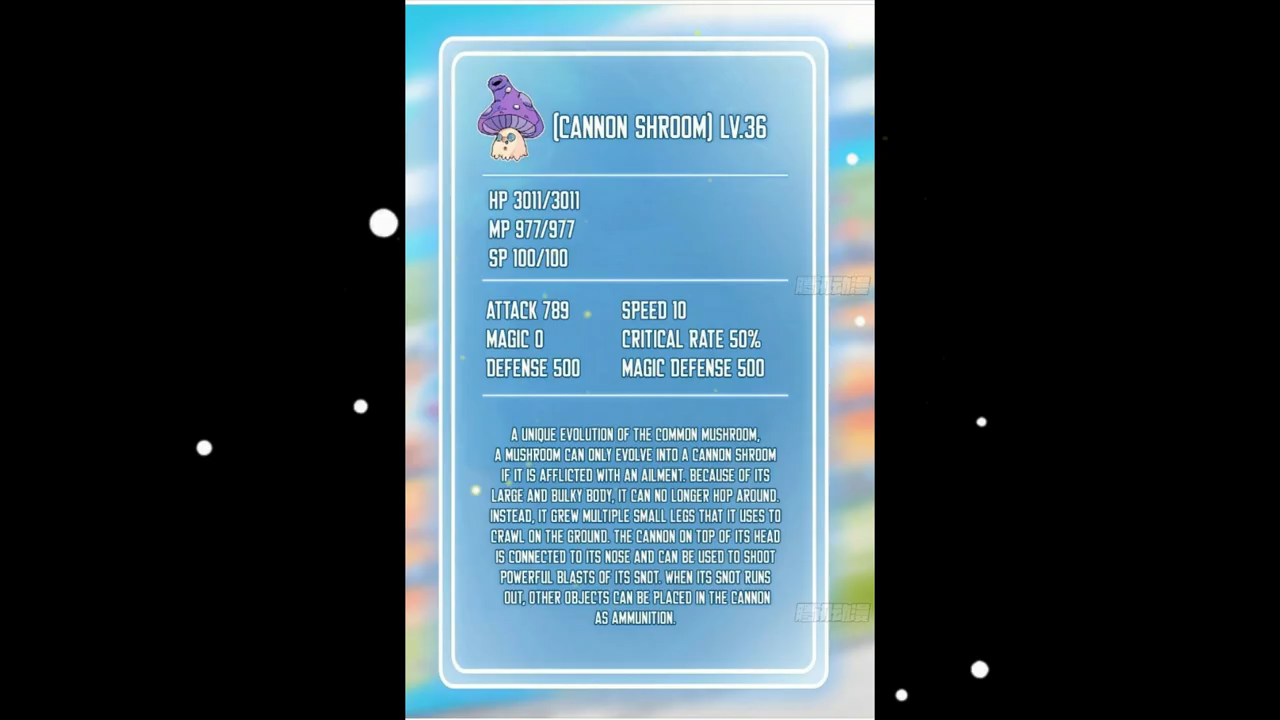 [CANNON SHROOM] LV.36
HP 3011/3011
MP 977/977
SP 100/100
ATTACK 789 SPEED 10
MAGIC 0 CRITICAL RATE 50%
DEFENSE 500 MAGIC DEFENSE 500
A UNIQUE EVOLUTION OF THE COMMON MUSHROOM,
A MUSHROOM CAN ONLY EVOLVE INTO A CANNON SHROOM
IF IT IS AFFLICTED WITH AN AILMENT. BECAUSE OF ITS
LARGE AND BULKY BODY, IT CAN NO LONGER HOP AROUND.
INSTEAD, IT GREW MULTIPLE SMALL LEGS THAT IT USES TO
CRAWL ON THE GROUND. THE CANNON ON TOP OF ITS HEAD
IS CONNECTED TO ITS NOSE AND CAN BE USED TO SHOOT
POWERFUL BLASTS OF ITS SNOT. WHEN ITS SNOT RUNS
OUT, OTHER OBJECTS CAN BE PLACED IN THE CANNON
AS AMMUNITION.